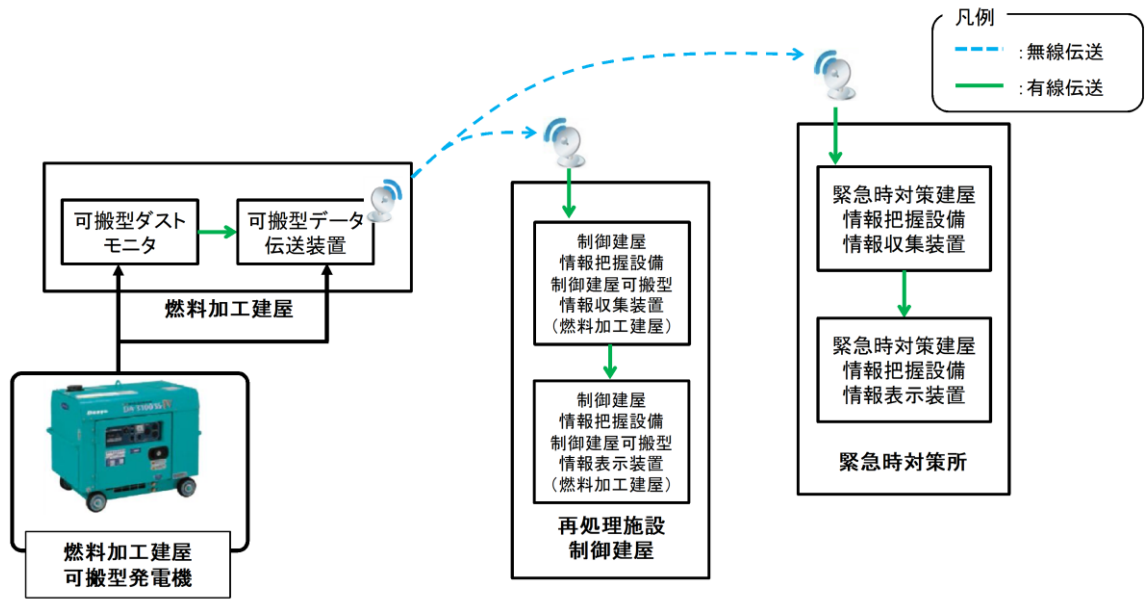 凡例
:無線伝送
:有線伝送
可搬型ダスト
モニタ
可搬型データ
伝送装置
燃料加工建屋
燃料加工建屋
可搬型発電機
制御建屋
情報把握設備
制御建屋可搬型
情報収集装置
(燃料加工建屋)
制御建屋
情報把握設備
制御建屋可搬型
情報表示装置
(燃料加工建屋)
再処理施設
制御建屋
緊急時対策建屋
情報把握設備
情報収集装置
緊急時対策建屋
情報把握設備
情報表示装置
緊急時対策所